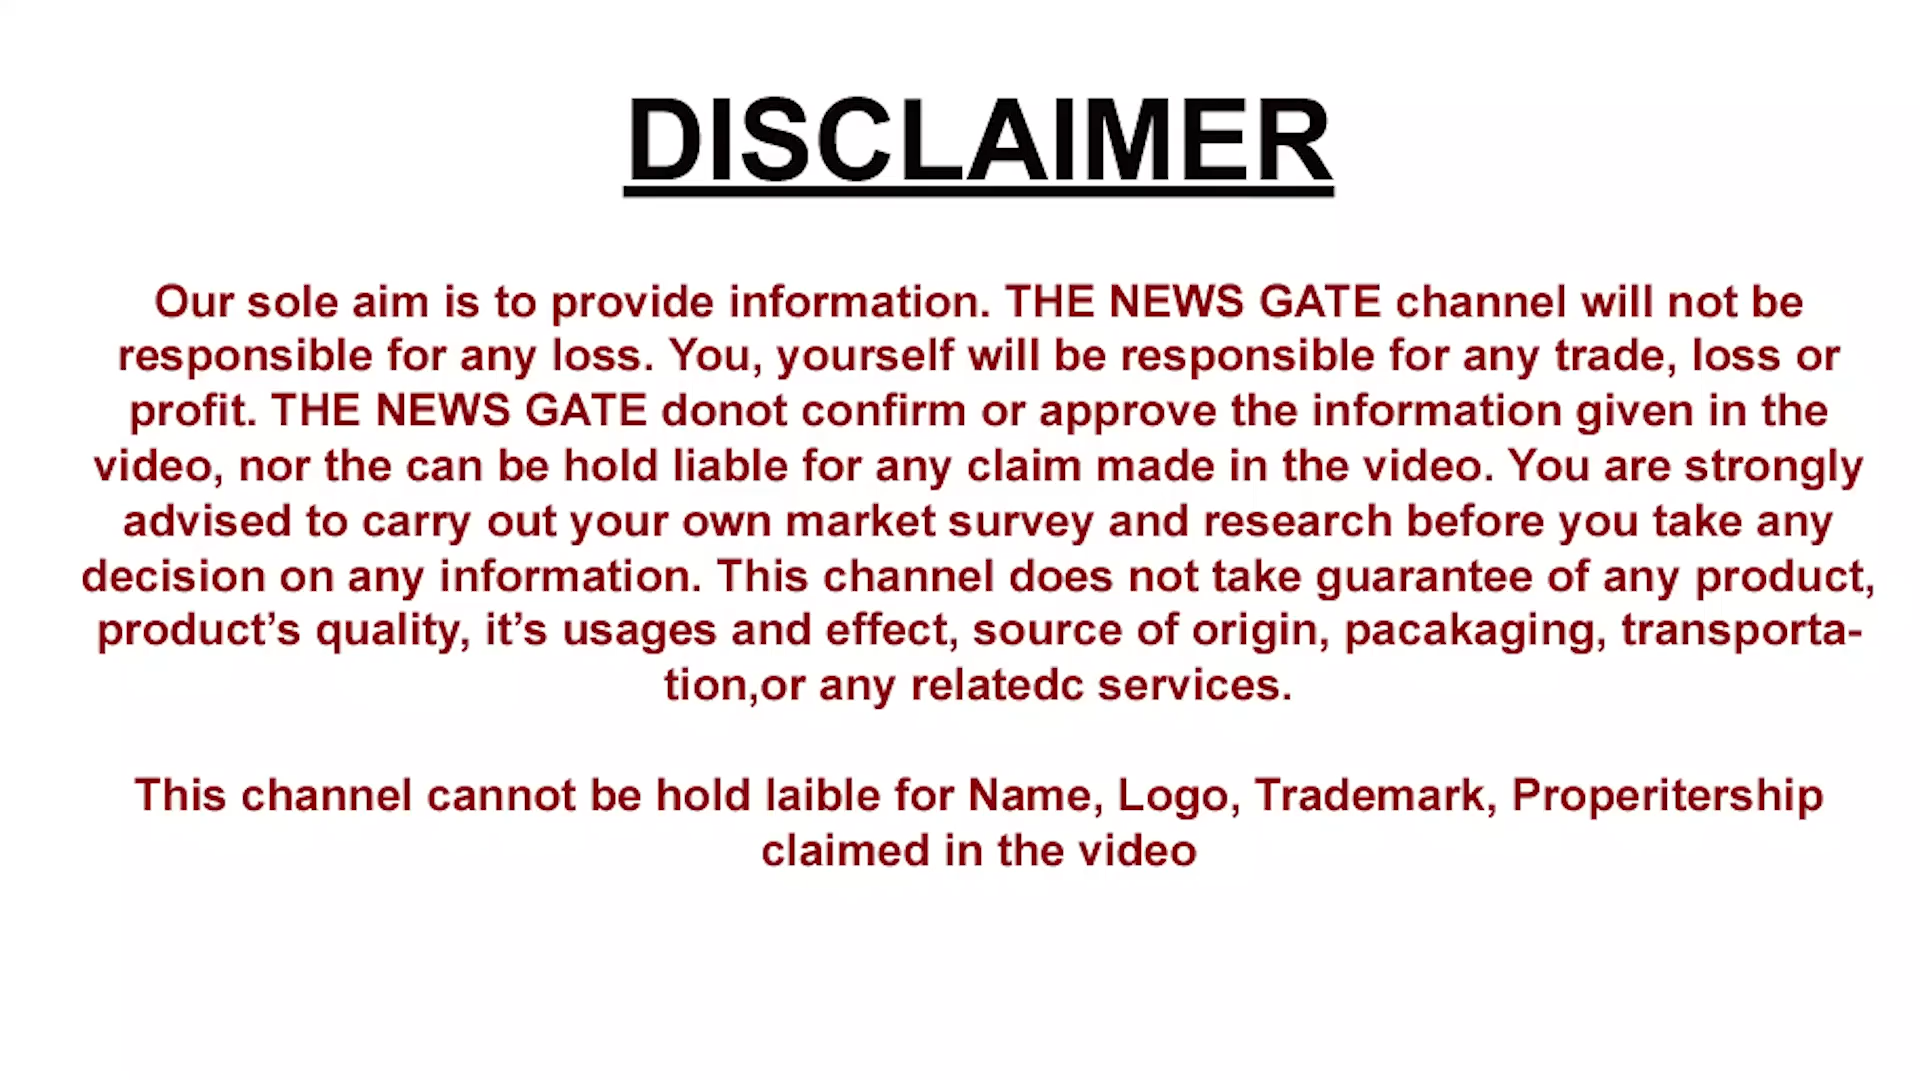 DISCLAIMER
Our sole aim is to provide information. THE NEWS GATE channel will not be
responsible for any loss. You, yourself will be responsible for any trade, loss or
profit. THE NEWS GATE donot confirm or approve the information given in the
video, nor the can be hold liable for any claim made in the video. You are strongly
advised to carry out your own market survey and research before you take any
decision on any information. This channel does not take guarantee of any product,
product’s quality, it’s usages and effect, source of origin, pacakaging, transporta-
tion,or any relatedc services.
This channel cannot be hold laible for Name, Logo, Trademark, Properitership
claimed in the video